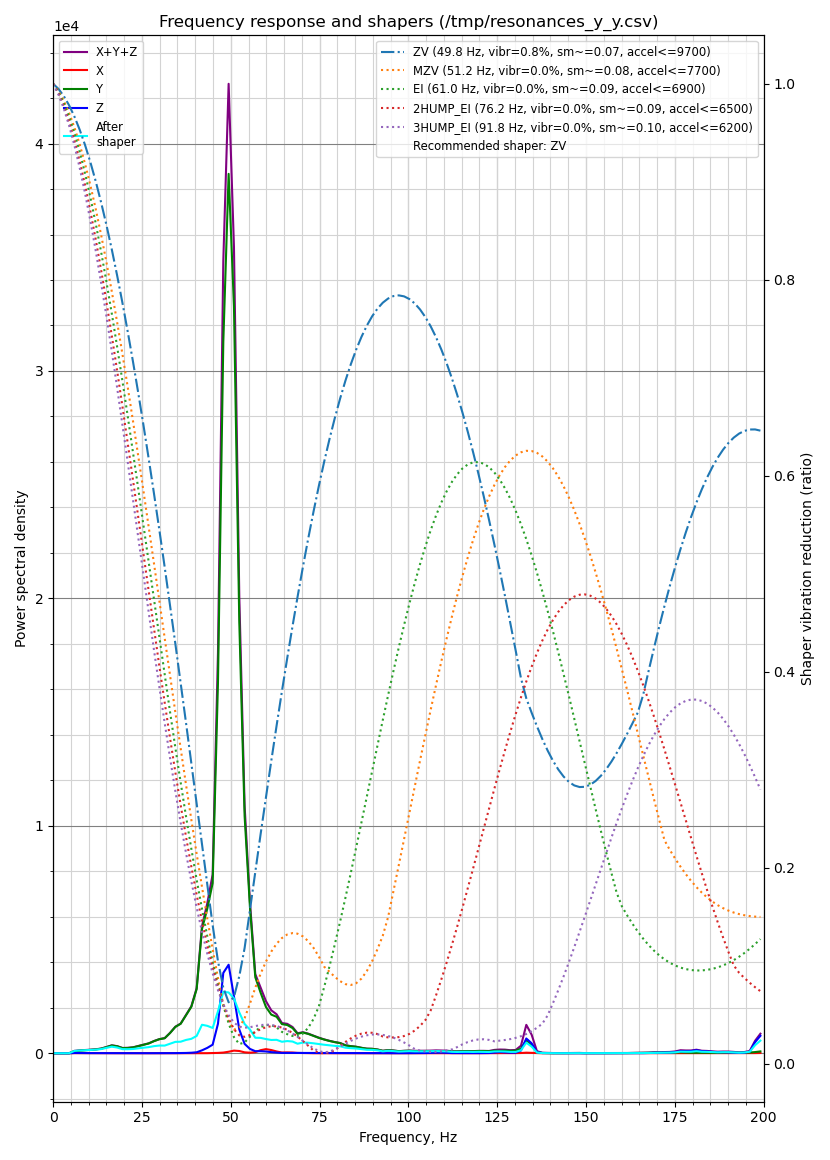 Frequency response and shapers (/tmp/resonances_y_y.csv)
1e4
X+Y+Z
X
Y
Z
After
shaper
ZV (49.8 Hz, vibr=0.8%, sm~=0.07, accel<=9700)
MZV (51.2 Hz, vibr=0.0%, sm~=0.08, accel<=7700)
EI (61.0 Hz, vibr=0.0%, sm~=0.09, accel<=6900)
2HUMP_EI (76.2 Hz, vibr=0.0%, sm~=0.09, accel<=6500)
3HUMP_EI (91.8 Hz, vibr=0.0%, sm~=0.10, accel<=6200)
Recommended shaper: ZV
Power spectral density
4
3
2
1
0
1.0
0.8
0.6
0.4
0.2
0.0
Shaper vibration reduction (ratio)
0 25 50 75 100 125 150 175 200
Frequency, Hz